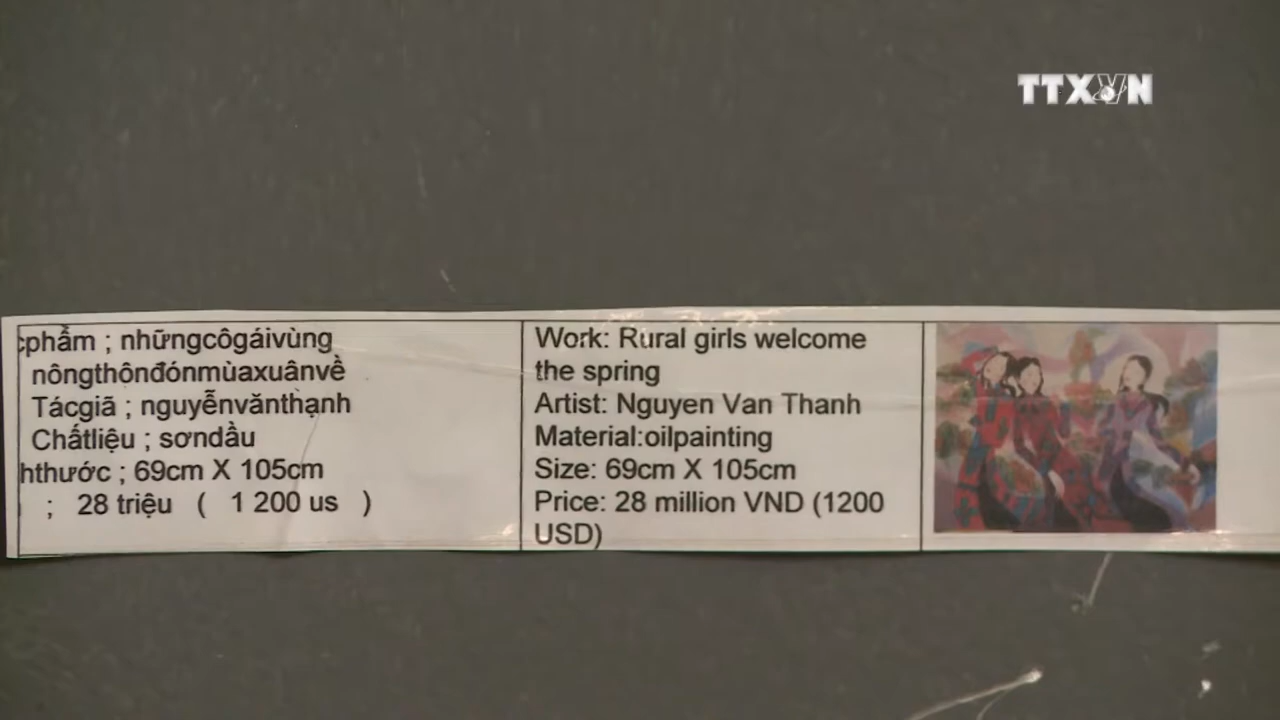 TTXVN
phẩm ; nhữngcôgáivùng
nôngthônđónmùaxuânvề
Tácgiã ; nguyễnvănthạnh
Chấtliệu ; sơndầu
hthước ; 69cm X 105cm
; 28 triệu ( 1 200 us )
Work: Rural girls welcome
the spring
Artist: Nguyen Van Thanh
Material:oilpainting
Size: 69cm X 105cm
Price: 28 million VND (1200
USD)